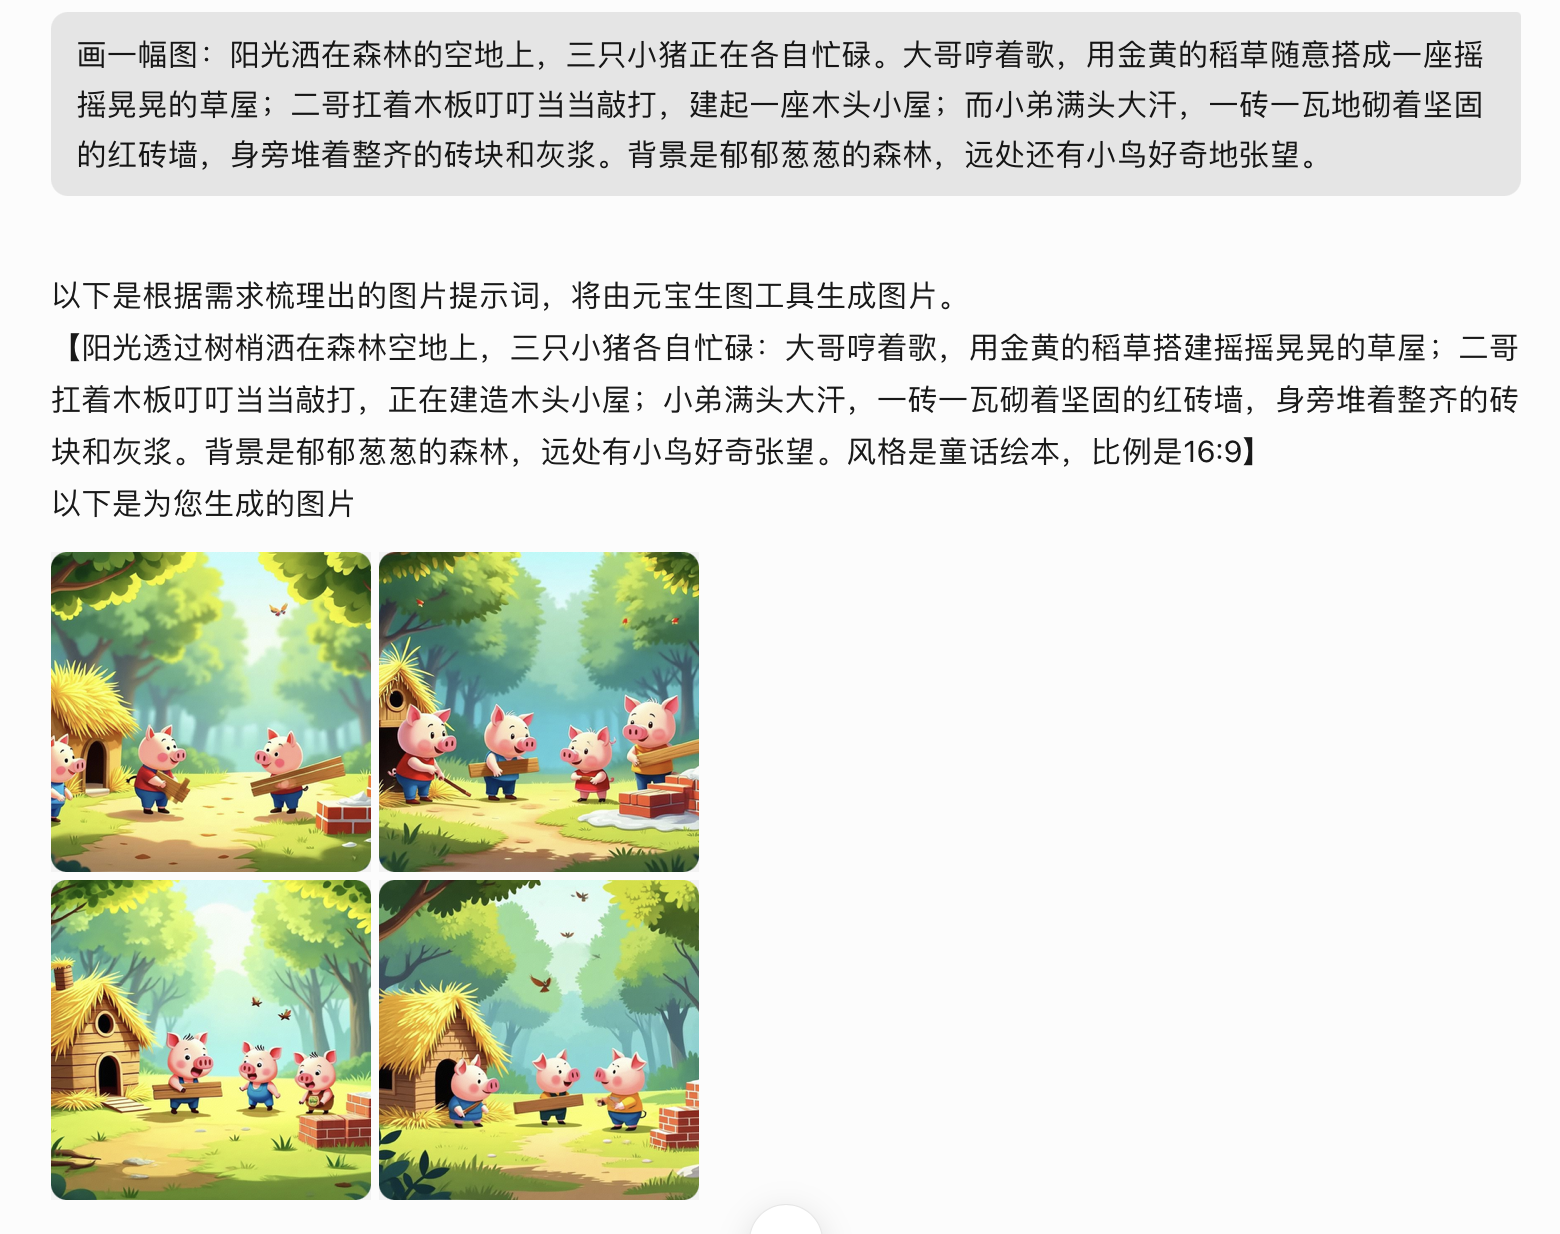 画一幅图：阳光洒在森林的空地上，三只小猪正在各自忙碌。大哥哼着歌，用金黄的稻草随意搭成一座摇
摇晃晃的草屋；二哥扛着木板叮叮当当敲打，建起一座木头小屋；而小弟满头大汗，一砖一瓦地砌着坚固
的红砖墙，身旁堆着整齐的砖块和灰浆。背景是郁郁葱葱的森林，远处还有小鸟好奇地张望。
以下是根据需求梳理出的图片提示词，将由元宝生图工具生成图片。
【阳光透过树梢洒在森林空地上，三只小猪各自忙碌：大哥哼着歌，用金黄的稻草搭建摇摇晃晃的草屋；二哥
扛着木板叮叮当当敲打，正在建造木头小屋；小弟满头大汗，一砖一瓦砌着坚固的红砖墙，身旁堆着整齐的砖
块和灰浆。背景是郁郁葱葱的森林，远处有小鸟好奇张望。风格是童话绘本，比例是16:9】
以下是为您生成的图片